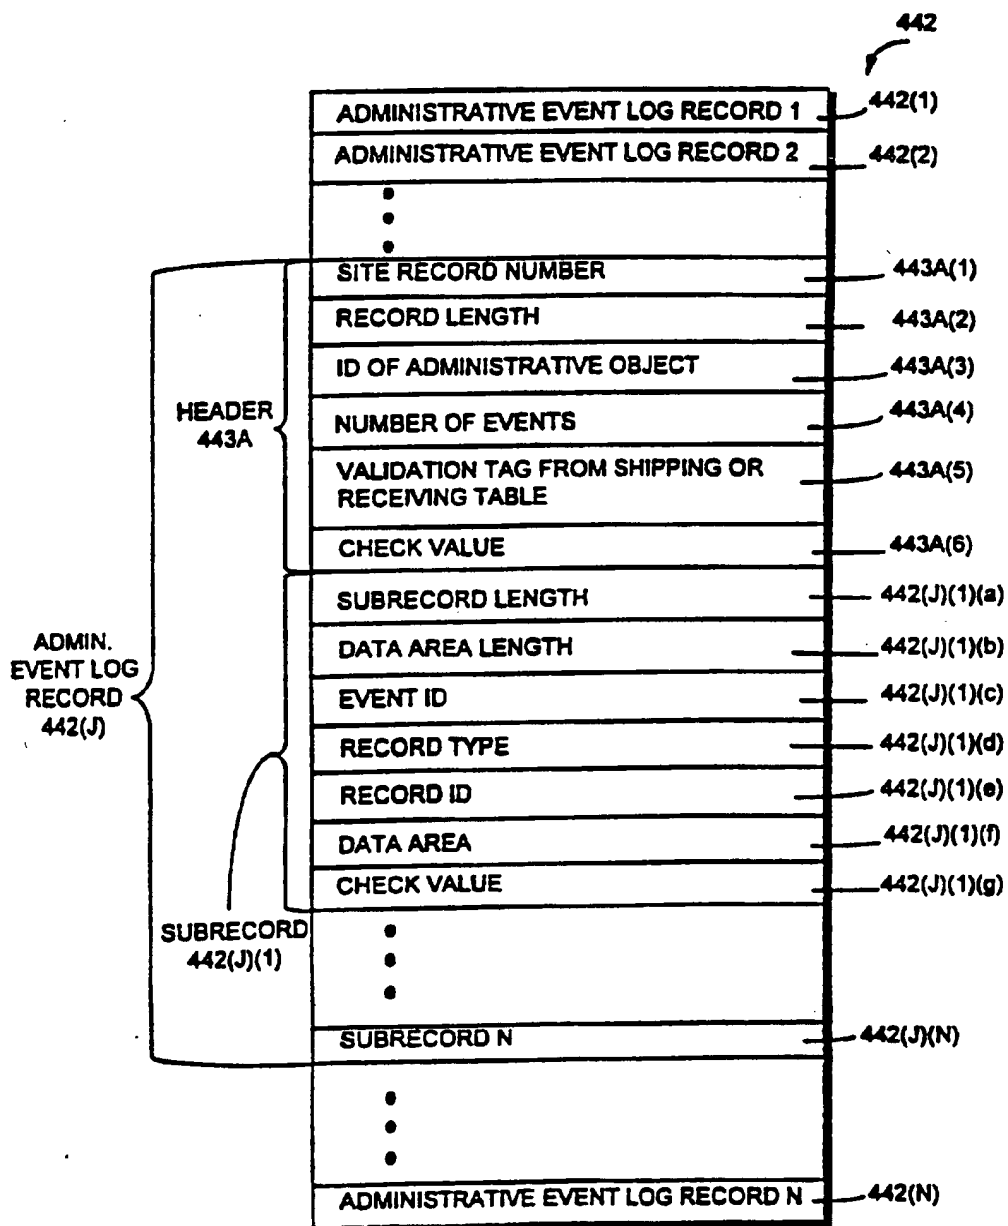 442
ADMINISTRATIVE EVENT LOG RECORD 1
442(1)
ADMINISTRATIVE EVENT LOG RECORD 2
442(2)
SITE RECORD NUMBER
443A(1)
RECORD LENGTH
443A(2)
ID OF ADMINISTRATIVE OBJECT
443A(3)
HEADER
443A
NUMBER OF EVENTS
443A(4)
VALIDATION TAG FROM SHIPPING OR
RECEIVING TABLE
443A(5)
CHECK VALUE
443A(6)
SUBRECORD LENGTH
442(J)(1)(a)
ADMIN.
EVENT LOG
RECORD
442(J)
DATA AREA LENGTH
442(J)(1)(b)
EVENT ID
442(J)(1)(c)
RECORD TYPE
442(J)(1)(d)
RECORD ID
442(J)(1)(e)
DATA AREA
442(J)(1)(f)
CHECK VALUE
442(J)(1)(g)
SUBRECORD
442(J)(1)
SUBRECORD N
442(J)(N)
ADMINISTRATIVE EVENT LOG RECORD N
442(N)